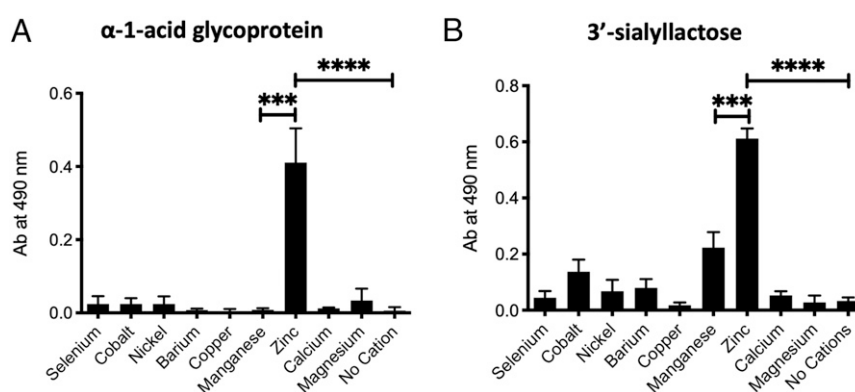 A
α-1-acid glycoprotein
Ab at 490 nm
0.6
0.4
0.2
0.0
***
****
Selenium
Cobalt
Nickel
Barium
Copper
Manganese
Zinc
Calcium
Magnesium
No Cation
B
3’-sialyllactose
Ab at 490 nm
0.8
0.6
0.4
0.2
0.0
***
****
Selenium
Cobalt
Nickel
Barium
Copper
Manganese
Zinc
Calcium
Magnesium
No Cations